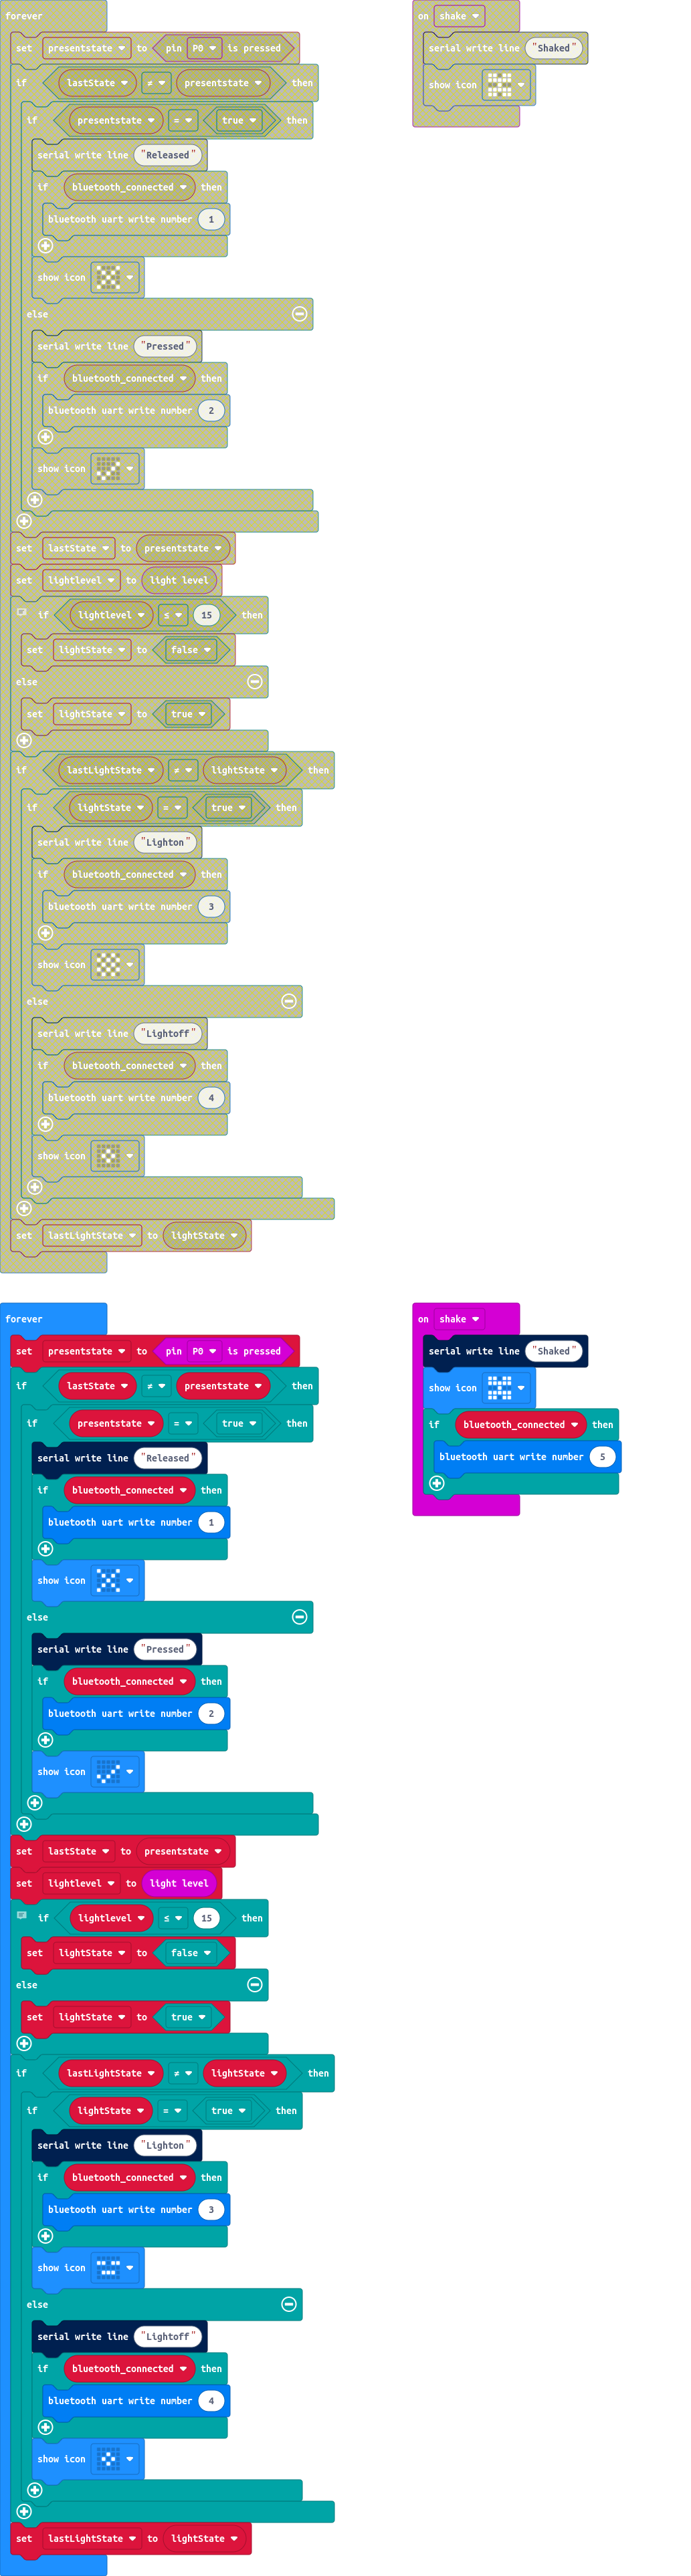 forever
set presentstate to pin P0 is pressed
if lastState ≠ presentstate then
if presentstate = true then
serial write line "Released"
if bluetooth_connected then
bluetooth uart write number 1
show icon
else
serial write line "Pressed"
if bluetooth_connected then
bluetooth uart write number 2
show icon
set lastState to presentstate
set lightlevel to light level
if lightlevel ≤ 15 then
set lightState to false
else
set lightState to true
if lastLightState ≠ lightState then
if lightState = true then
serial write line "Lighton"
if bluetooth_connected then
bluetooth uart write number 3
show icon
else
serial write line "Lightoff"
if bluetooth_connected then
bluetooth uart write number 4
show icon
set lastLightState to lightState
on shake
serial write line "Shaked"
show icon
forever
set presentstate to pin P0 is pressed
if lastState ≠ presentstate then
if presentstate = true then
serial write line "Released"
if bluetooth_connected then
bluetooth uart write number 1
show icon
else
serial write line "Pressed"
if bluetooth_connected then
bluetooth uart write number 2
show icon
set lastState to presentstate
set lightlevel to light level
if lightlevel ≤ 15 then
set lightState to false
else
set lightState to true
if lastLightState ≠ lightState then
if lightState = true then
serial write line "Lighton"
if bluetooth_connected then
bluetooth uart write number 3
show icon
else
serial write line "Lightoff"
if bluetooth_connected then
bluetooth uart write number 4
show icon
set lastLightState to lightState
on shake
serial write line "Shaked"
show icon
if bluetooth_connected then
bluetooth uart write number 5